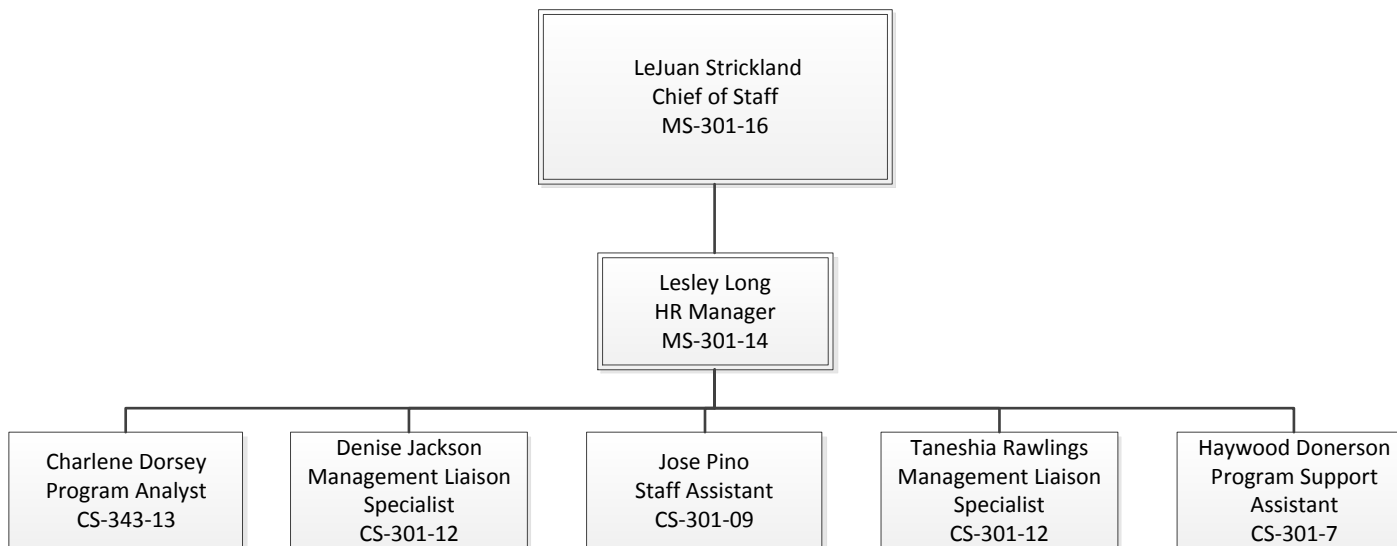 LeJuan Strickland
Chief of Staff
MS-301-16
Lesley Long
HR Manager
MS-301-14
Charlene Dorsey
Program Analyst
CS-343-13
Denise Jackson
Management Liaison
Specialist
CS-301-12
Jose Pino
Staff Assistant
CS-301-09
Taneshia Rawlings
Management Liaison
Specialist
CS-301-12
Haywood Donerson
Program Support
Assistant
CS-301-7